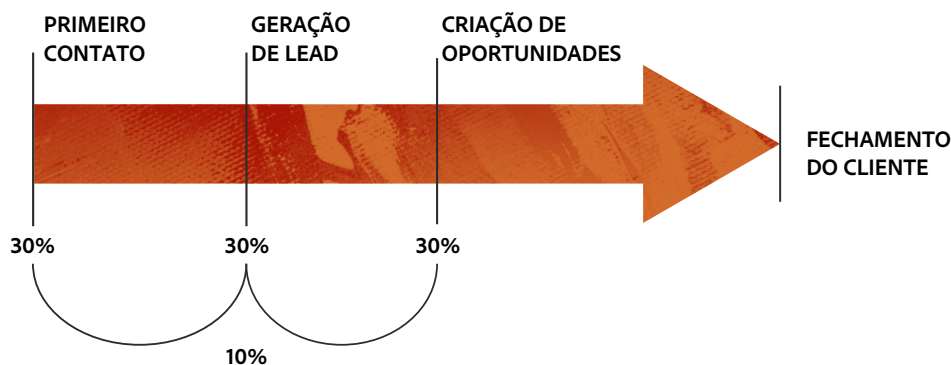 PRIMEIRO
CONTATO
GERAÇÃO
DE LEAD
CRIAÇÃO DE
OPORTUNIDADES
FECHAMENTO
DO CLIENTE
30%
30%
30%
10%